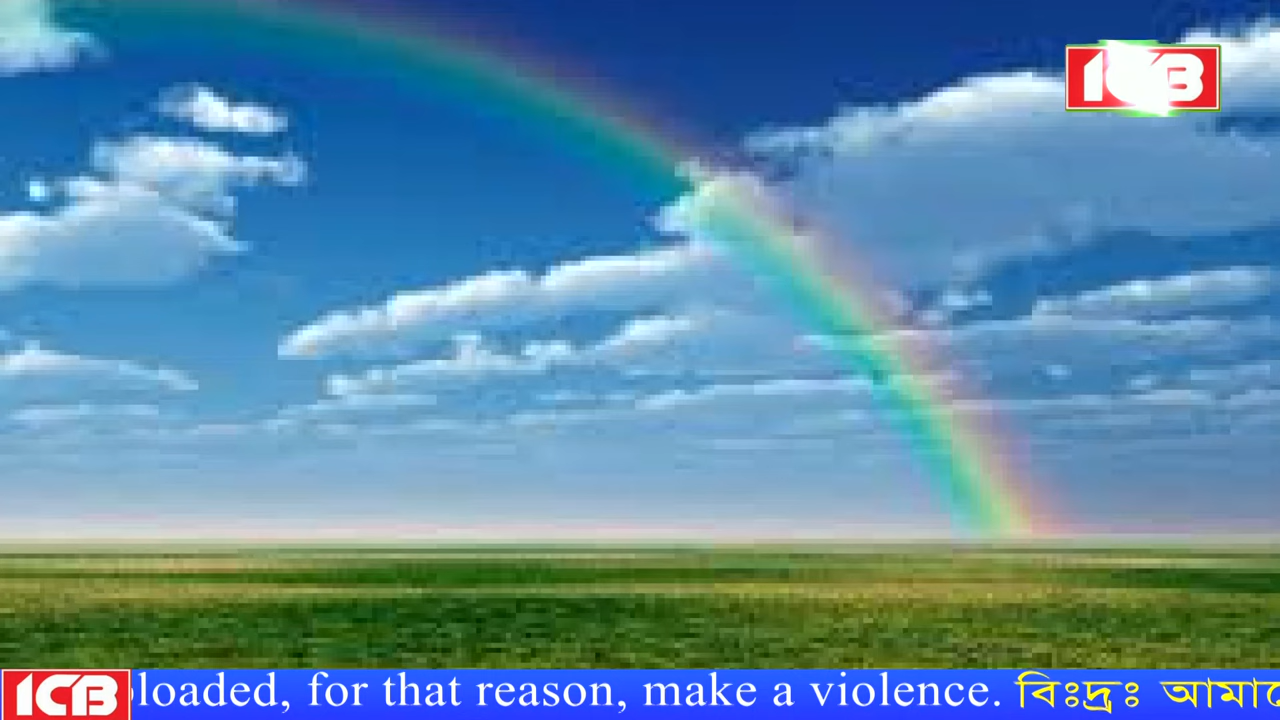 ICB
ICB loaded, for that reason, make a violence. বিঃদ্রঃ